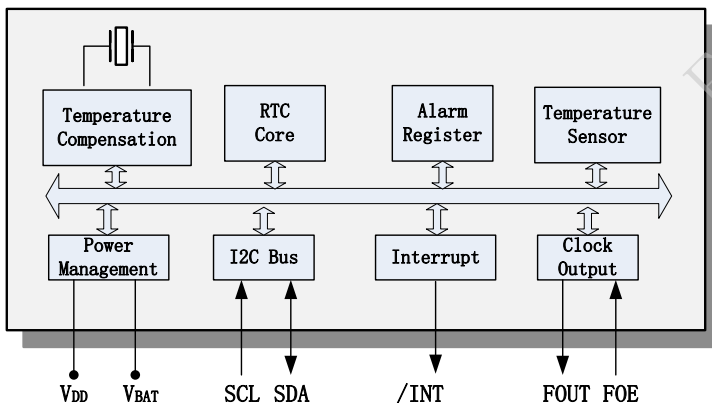 Temperature
Compensation
RTC
Core
Alarm
Register
Temperature
Sensor
Power
Management
I2C Bus
Interrupt
Clock
Output
VDD
VBAT
SCL
SDA
/INT
FOUT
FOE